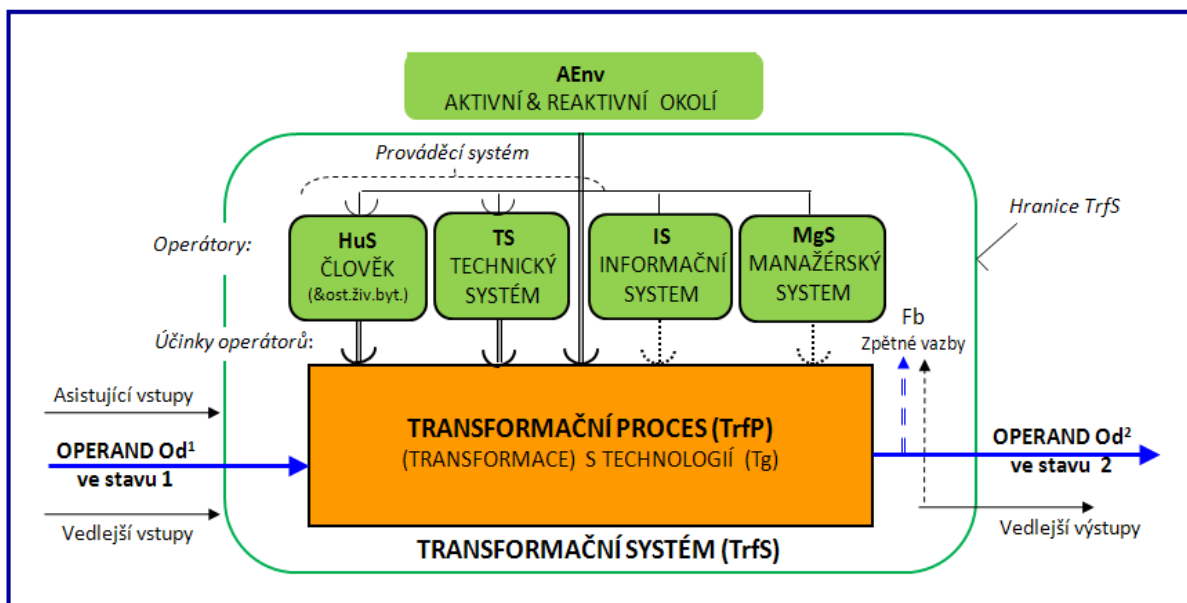 AEnv
AKTIVNÍ & REAKTIVNÍ OKOLÍ
Prováděcí systém
Hranice TrfS
Operátory:
HuS
ČLOVĚK
(&ost.živ.byt.)
TS
TECHNICKÝ
SYSTÉM
IS
INFORMAČNÍ
SYSTEM
MgS
MANAŽÉRSKÝ
SYSTEM
Účinky operátorů:
Fb
Zpětné vazby
Asistující vstupy
OPERAND Od¹
ve stavu 1
Vedlejší vstupy
TRANSFORMAČNÍ PROCES (TrfP)
(TRANSFORMACE) S TECHNOLOGIÍ (Tg)
OPERAND Od²
ve stavu 2
Vedlejší výstupy
TRANSFORMAČNÍ SYSTÉM (TrfS)